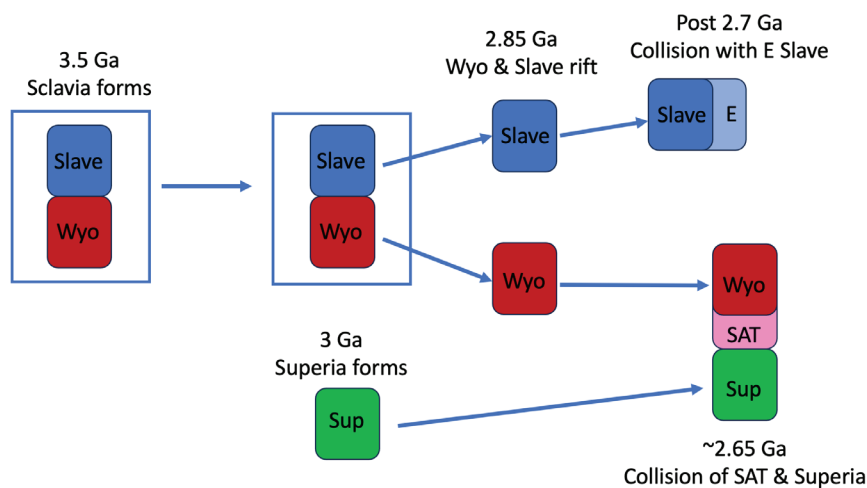 3.5 Ga
Sclavia forms
Slave
Wyo
Slave
Wyo
2.85 Ga
Wyo & Slave rift
Slave
Post 2.7 Ga
Collision with E Slave
Slave
E
Wyo
Wyo
SAT
Sup
3 Ga
Superia forms
Sup
~2.65 Ga
Collision of SAT & Superia